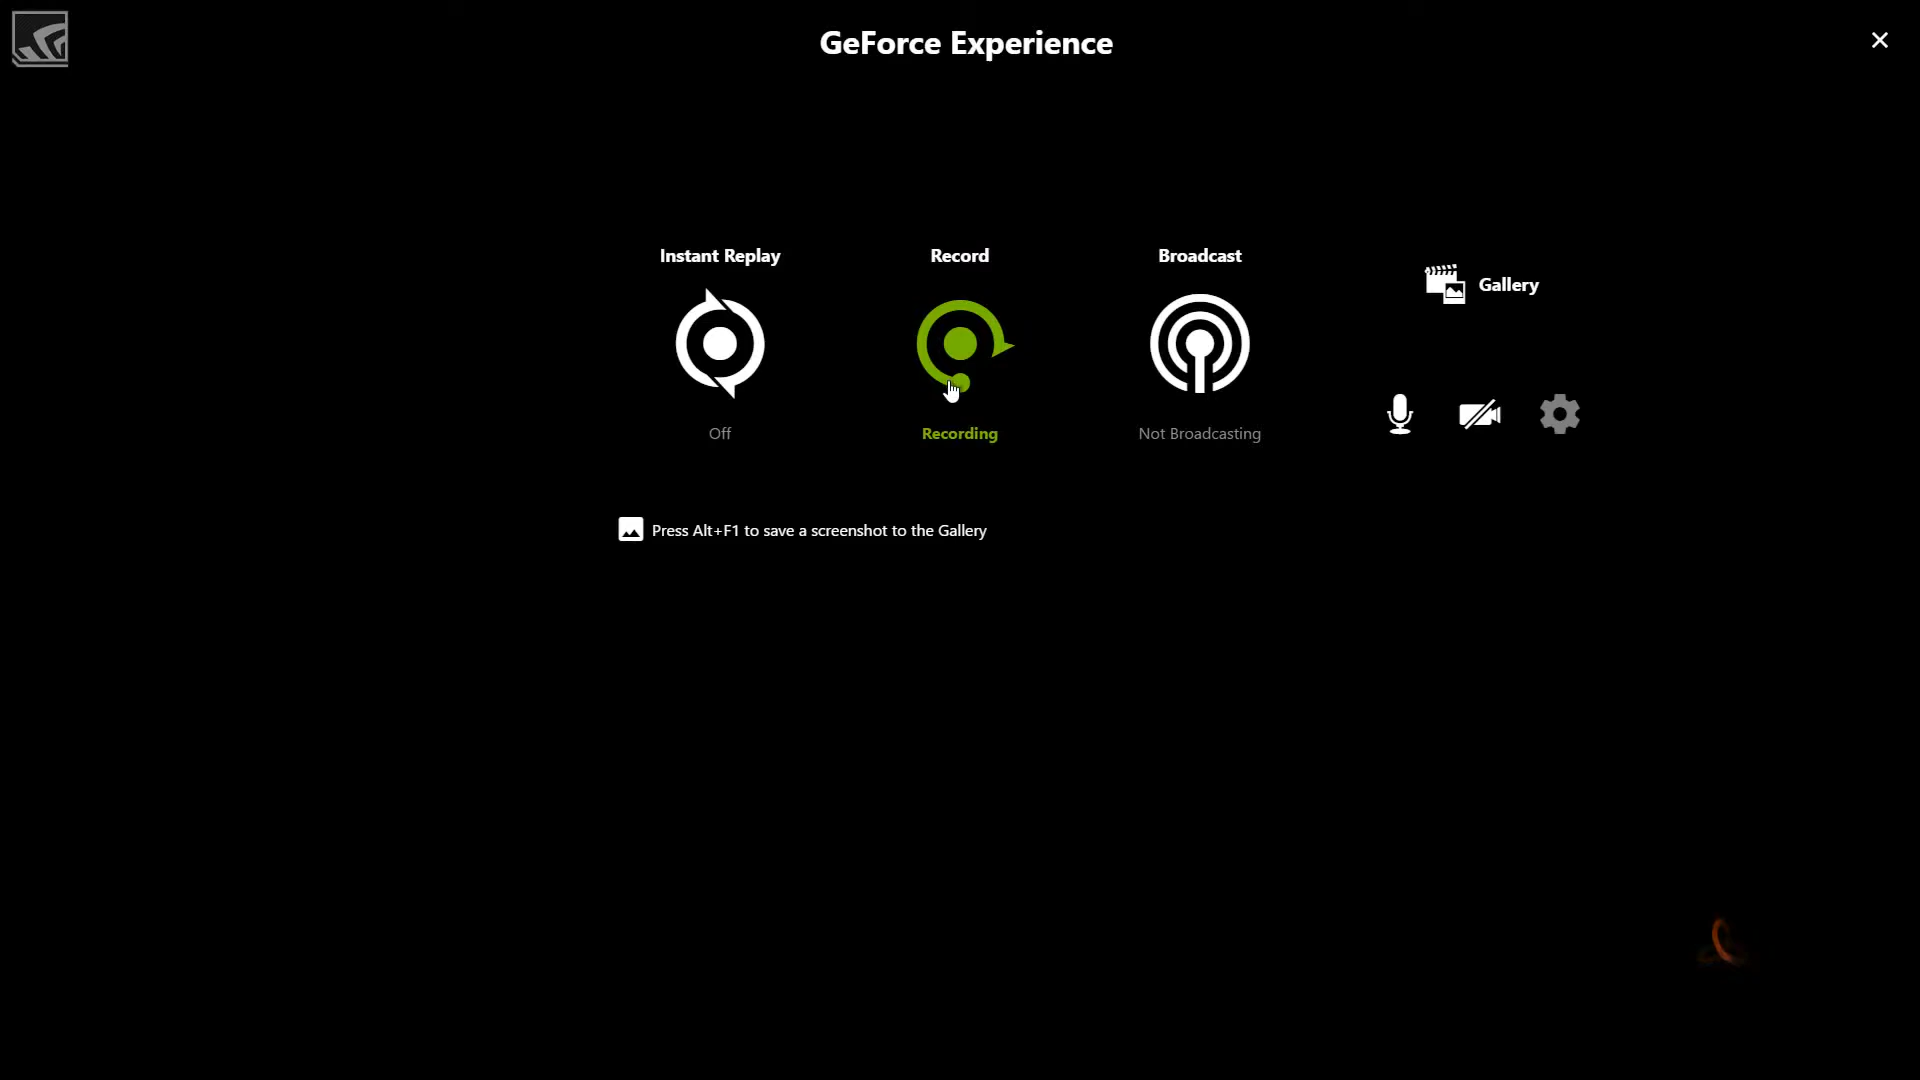 GeForce Experience
Instant Replay
Record
Broadcast
Gallery
Off
Recording
Not Broadcasting
Press Alt+F1 to save a screenshot to the Gallery